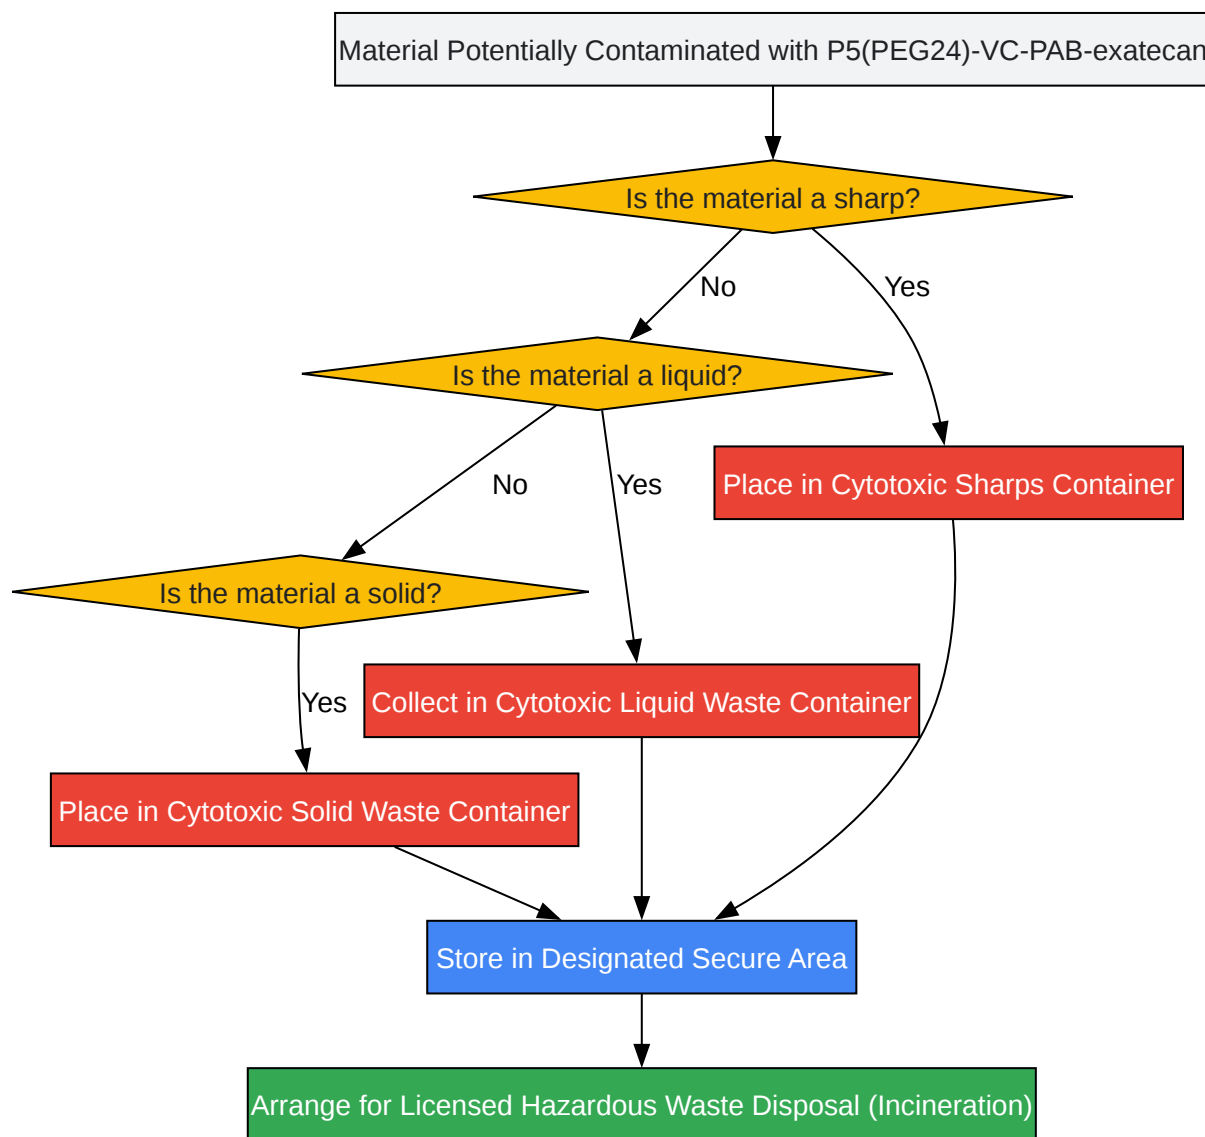 Material Potentially Contaminated with P5(PEG24)-VC-PAB-exatecan
Is the material a sharp?
No
Yes
Is the material a liquid?
No
Yes
Place in Cytotoxic Sharps Container
Is the material a solid?
Yes
Collect in Cytotoxic Liquid Waste Container
Place in Cytotoxic Solid Waste Container
Store in Designated Secure Area
Arrange for Licensed Hazardous Waste Disposal (Incineration)